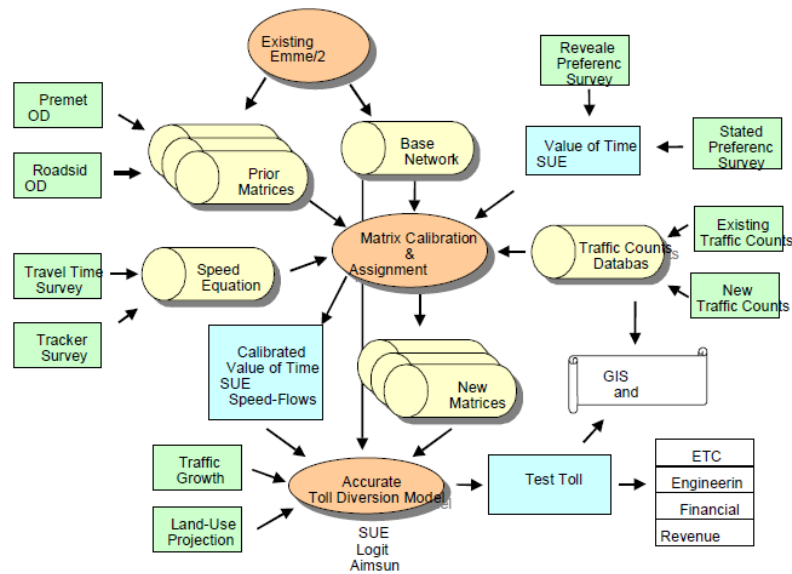 Existing
Emme/2
Reveale
Preferenc
Survey
Premet
OD
Roadsid
OD
Prior
Matrices
Base
Network
Value of Time
SUE
Stated
Preferenc
Survey
Matrix Calibration
&
Assignment
Traffic Counts
Databas
Existing
Traffic Counts
New
Traffic Counts
Travel Time
Survey
Tracker
Survey
Speed
Equation
Calibrated
Value of Time
SUE
Speed-Flows
New
Matrices
GIS
and
Traffic
Growth
Land-Use
Projection
Accurate
Toll Diversion Model
SUE
Logit
Aimsun
Test Toll
ETC
Engineerin
Financial
Revenue